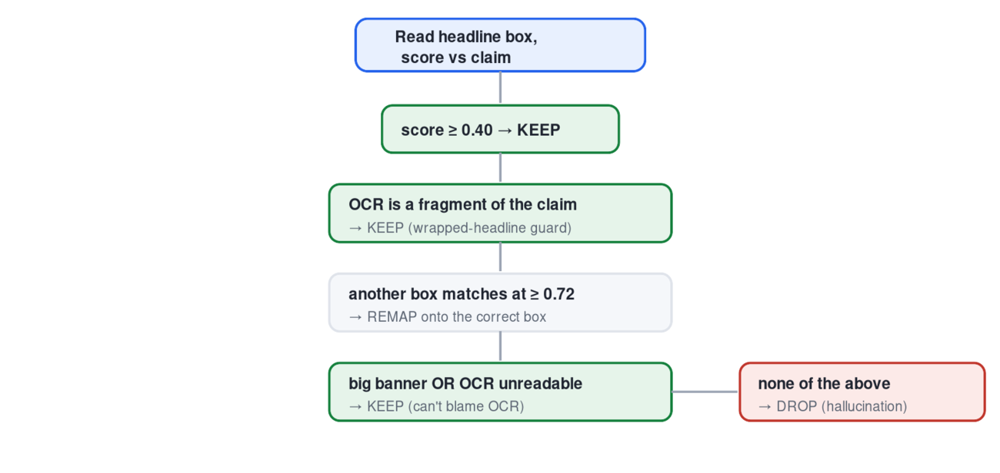 Read headline box,
score vs claim
score ≥ 0.40 → KEEP
OCR is a fragment of the claim
→ KEEP (wrapped-headline guard)
another box matches at ≥ 0.72
→ REMAP onto the correct box
big banner OR OCR unreadable
→ KEEP (can't blame OCR)
none of the above
→ DROP (hallucination)